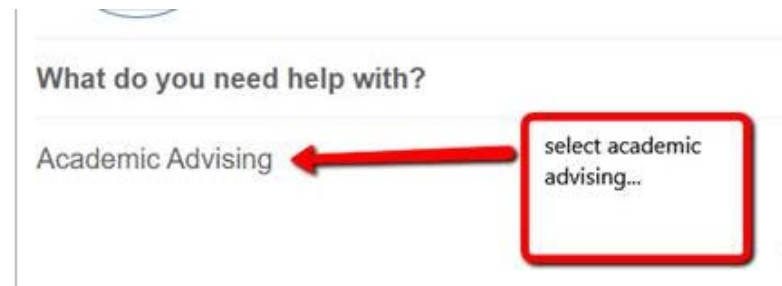 What do you need help with?
Academic Advising
select academic
advising...